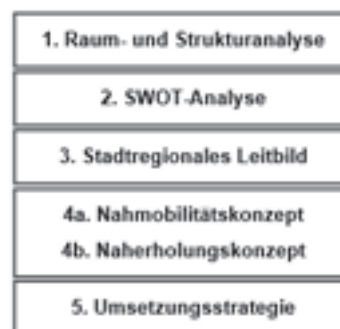 1. Raum- und Strukturanalyse
2. SWOT-Analyse
3. Stadtregionales Leitbild
4a. Nahmobilitätskonzept
4b. Naherholungskonzept
5. Umsetzungsstrategie